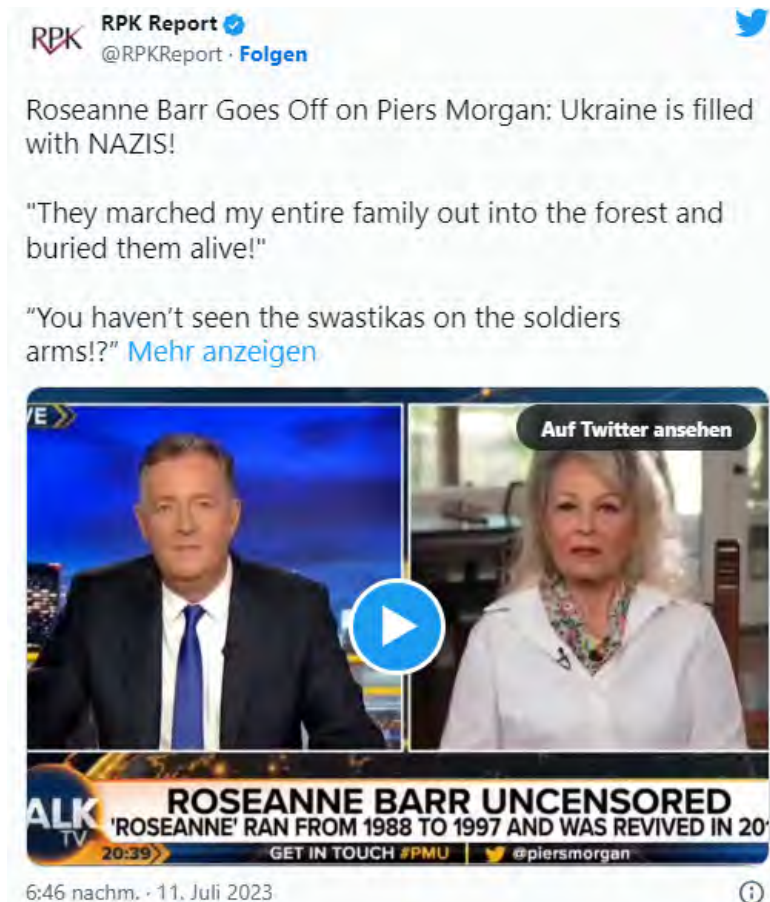 RPK
RPK Report
@RPKReport · Folgen
Roseanne Barr Goes Off on Piers Morgan: Ukraine is filled
with NAZIS!
"They marched my entire family out into the forest and
buried them alive!"
“You haven’t seen the swastikas on the soldiers
arms!?” Mehr anzeigen
/E
Auf Twitter ansehen
ALK
TV
ROSEANNE BARR UNCENSORED
'ROSEANNE' RAN FROM 1988 TO 1997 AND WAS REVIVED IN 20
20:39
GET IN TOUCH #PMU
@piersmorgan
6:46 nachm. · 11. Juli 2023